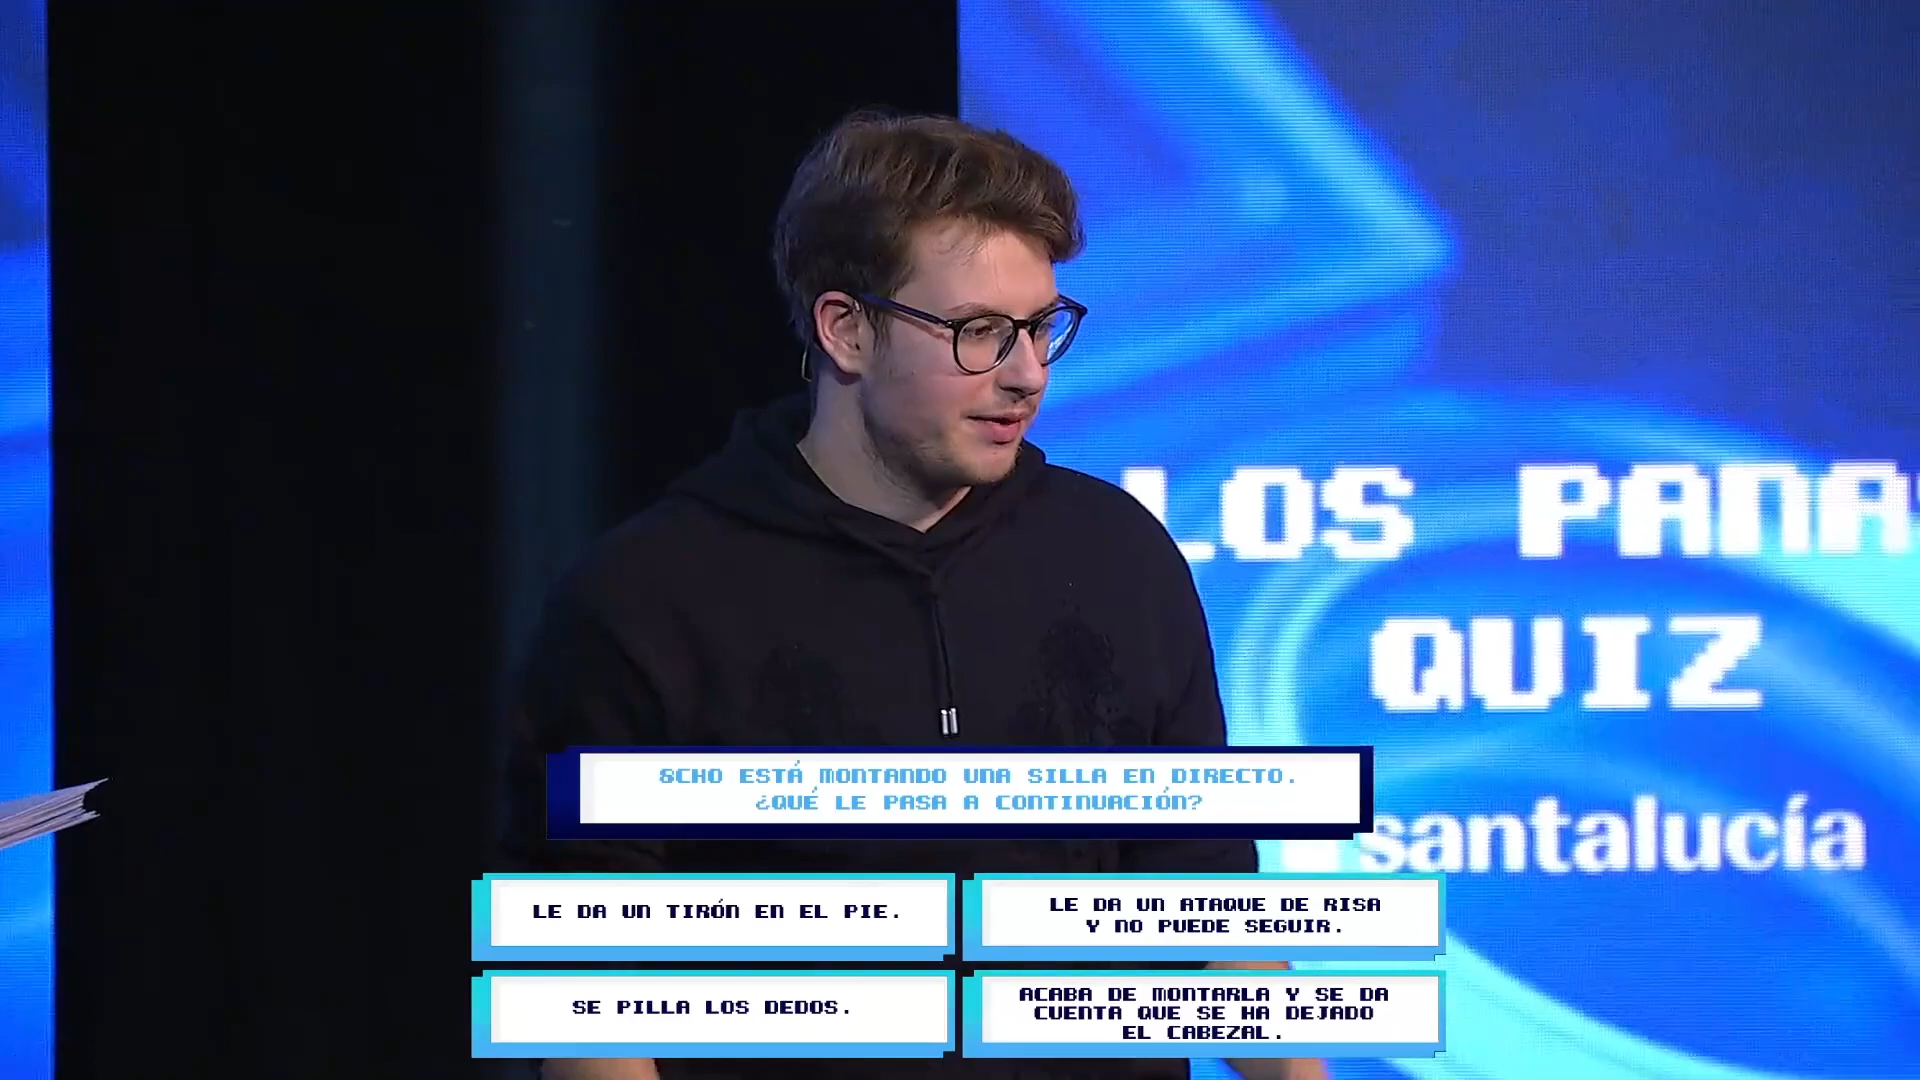 LOS PANA
QUIZ
santalucía
8CHO ESTÁ MONTANDO UNA SILLA EN DIRECTO.
¿QUÉ LE PASA A CONTINUACIÓN?
LE DA UN TIRÓN EN EL PIE.
LE DA UN ATAQUE DE RISA
Y NO PUEDE SEGUIR.
SE PILLA LOS DEDOS.
ACABA DE MONTARLA Y SE DA
CUENTA QUE SE HA DEJADO
EL CABEZAL.